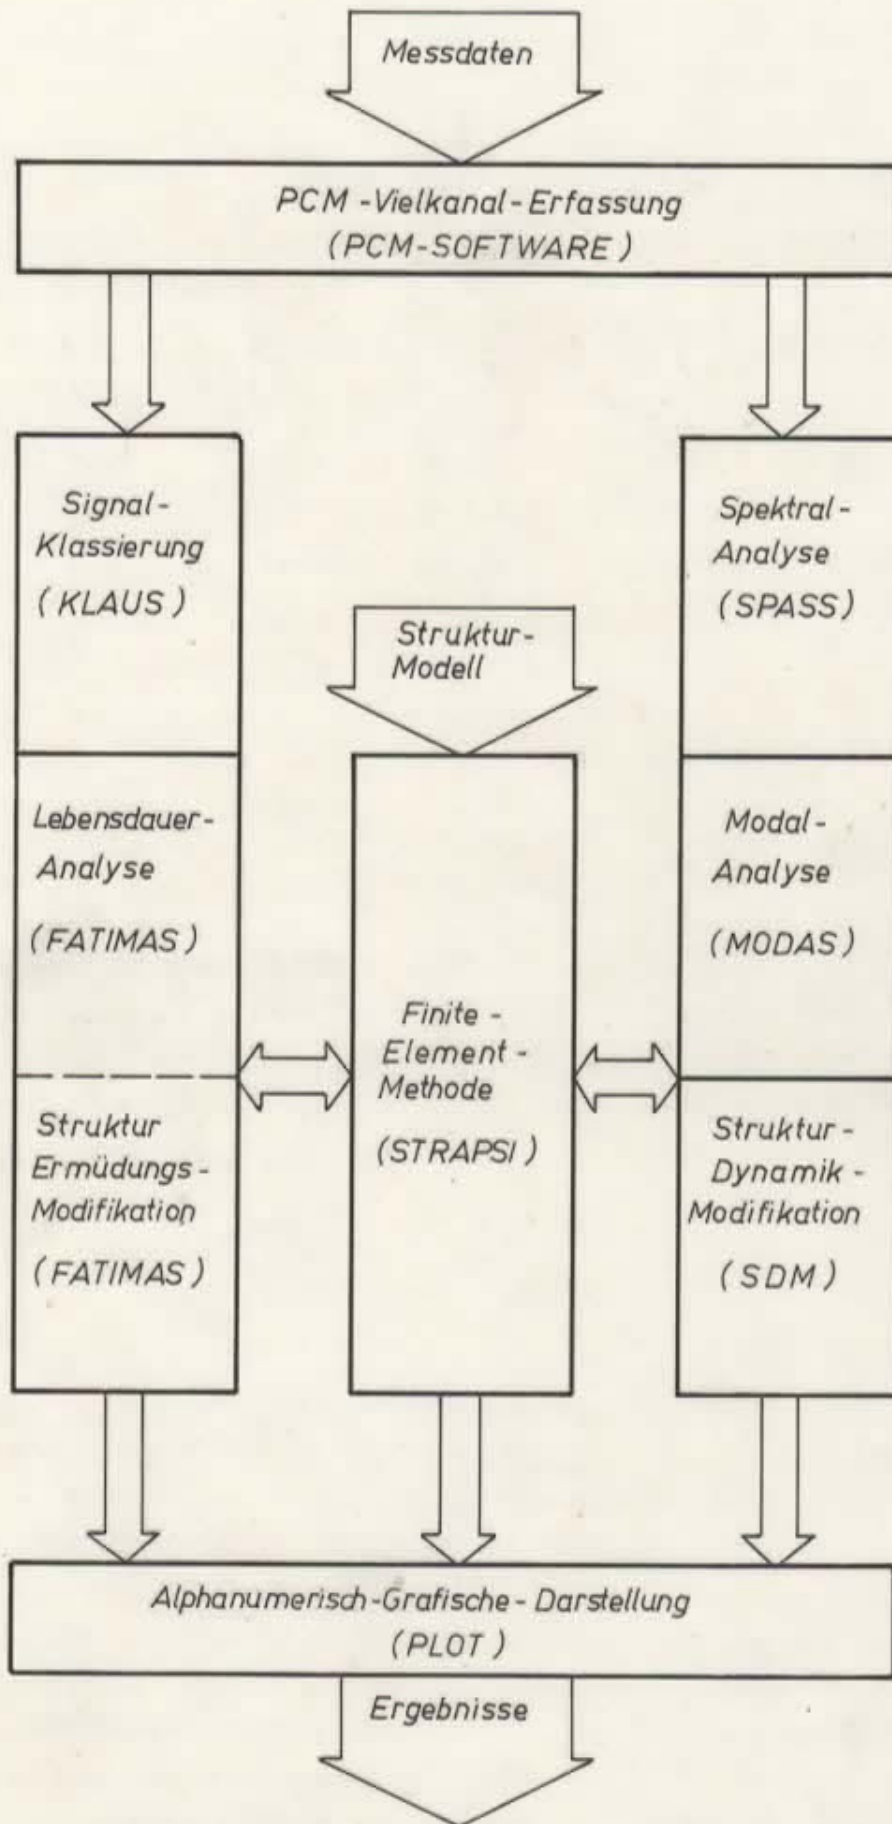 Messdaten
PCM-Vielkanal-Erfassung
(PCM-SOFTWARE)
Signal-
Klassierung
(KLAUS)
Lebensdauer-
Analyse
(FATIMAS)
Struktur
Ermüdungs-
Modifikation
(FATIMAS)
Struktur-
Modell
Finite-
Element-
Methode
(STRAPSI)
Spektral-
Analyse
(SPASS)
Modal-
Analyse
(MODAS)
Struktur-
Dynamik-
Modifikation
(SDM)
Alphanumerisch-Grafische-Darstellung
(PLOT)
Ergebnisse